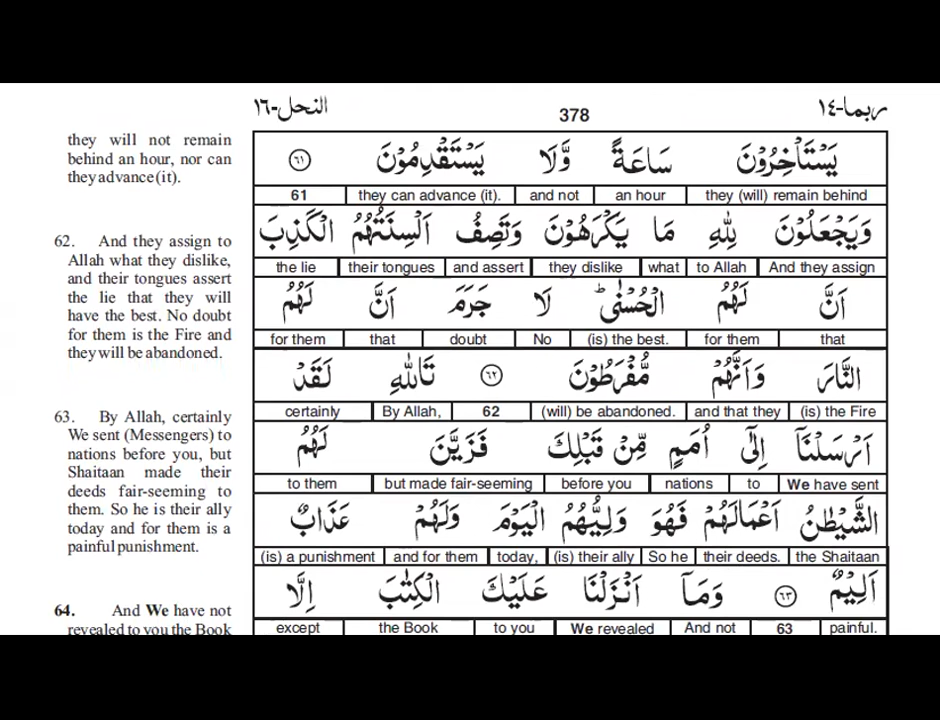 النحل-١٦ 378 ربما-١٤
they will not remain
behind an hour, nor can
they advance (it).
62. And they assign to
Allah what they dislike,
and their tongues assert
the lie that they will
have the best. No doubt
for them is the Fire and
they will be abandoned.
63. By Allah, certainly
We sent (Messengers) to
nations before you, but
Shaitaan made their
deeds fair-seeming to
them. So he is their ally
today and for them is a
painful punishment.
64. And We have not
revealed to you the Book
يَسْتَاْخِرُوْنَ سَاعَةً وَّلَا يَسْتَقْدِمُوْنَ ٦١
61 they can advance (it). and not an hour they (will) remain behind
وَيَجْعَلُوْنَ لِلّٰهِ مَا يَكْرَهُوْنَ وَتَصِفُ اَلْسِنَتُهُمُ الْكَذِبَ
the lie their tongues and assert they dislike what to Allah And they assign
اَنَّ لَهُمُ الْحُسْنٰىؕ لَا جَرَمَ اَنَّ لَهُمُ
for them that doubt No (is) the best. for them that
النَّارَ وَاَنَّهُمْ مُّفْرَطُوْنَ ٦٢ تَاللّٰهِ لَقَدْ
certainly By Allah, 62 (will) be abandoned. and that they (is) the Fire
اَرْسَلْنَاۤ اِلٰۤى اُمَمٍ مِّنْ قَبْلِكَ فَزَيَّنَ لَهُمُ
to them but made fair-seeming before you nations to We have sent
الشَّيْطٰنُ اَعْمَالَهُمْ فَهُوَ وَلِيُّهُمُ الْيَوْمَ وَلَهُمْ عَذَابٌ
(is) a punishment and for them today, (is) their ally So he their deeds. the Shaitaan
اَلِيْمٌ ٦٣ وَمَاۤ اَنْزَلْنَا عَلَيْكَ الْكِتٰبَ اِلَّا
except the Book to you We revealed And not 63 painful.